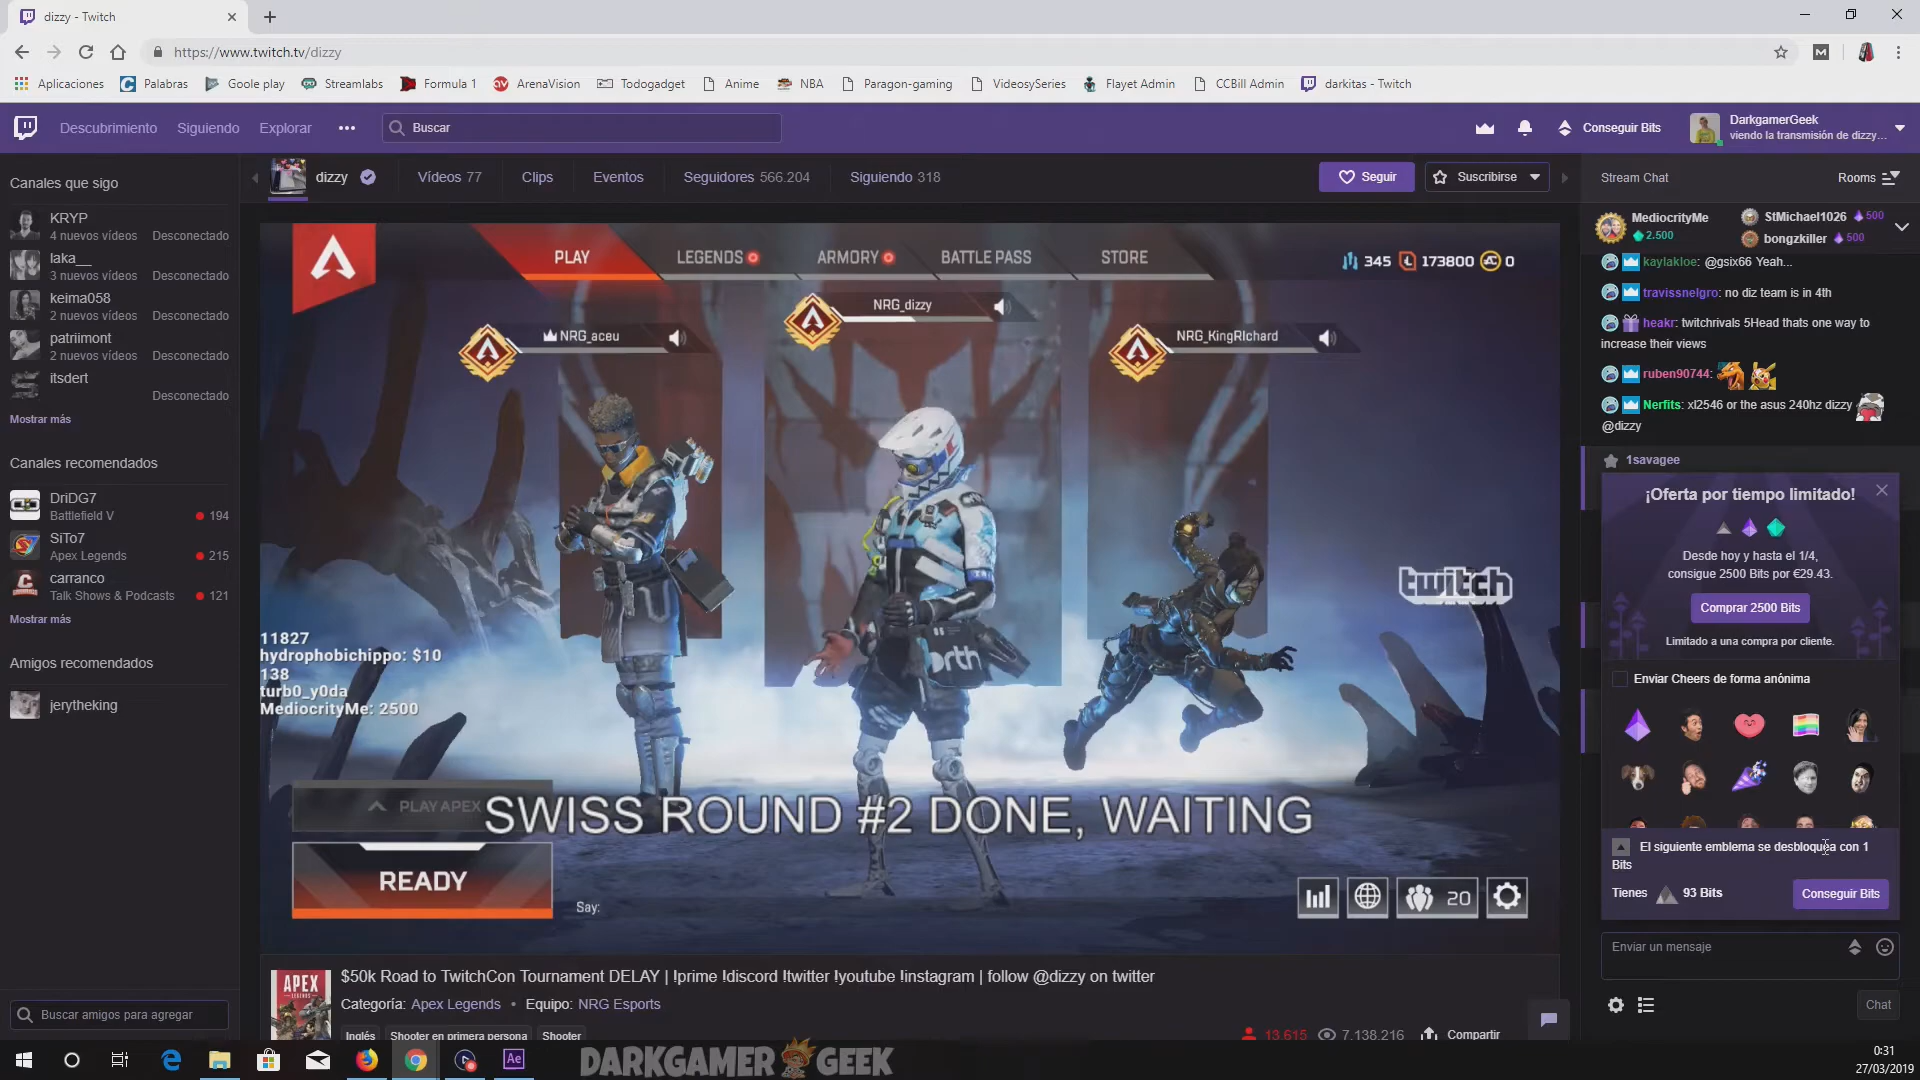 dizzy - Twitch
https://www.twitch.tv/dizzy
M
Aplicaciones
Palabras
Goole play
Streamlabs
Formula 1
ArenaVision
Todogadget
Anime
NBA
Paragon-gaming
VideosySeries
Flayet Admin
CCBill Admin
darkitas - Twitch
Descubrimiento
Siguiendo
Explorar
Buscar
Conseguir Bits
DarkgamerGeek
viendo la transmisión de dizzy...
Canales que sigo
KRYP
4 nuevos vídeos Desconectado
laka__
3 nuevos vídeos Desconectado
keima058
2 nuevos vídeos Desconectado
patriimont
2 nuevos vídeos Desconectado
itsdert
Desconectado
Mostrar más
Canales recomendados
DriDG7
Battlefield V 194
SiTo7
Apex Legends 215
carranco
Talk Shows & Podcasts 121
Mostrar más
Amigos recomendados
jerytheking
Buscar amigos para agregar
dizzy
Vídeos 77
Clips
Eventos
Seguidores 566.204
Siguiendo 318
Seguir
Suscribirse
PLAY
LEGENDS
ARMORY
BATTLE PASS
STORE
345 173800 0
NRG_aceu
NRG_dizzy
NRG_KingRIchard
twitch
11827
hydrophobichippo: $10
138
turb0_y0da
MediocrityMe: 2500
PLAY APEX
SWISS ROUND #2 DONE, WAITING
READY
Say:
20
APEX
$50k Road to TwitchCon Tournament DELAY | !prime !discord !twitter !youtube !instagram | follow @dizzy on twitter
Categoría: Apex Legends • Equipo: NRG Esports
Inglés
Shooter en primera persona
Shooter
13.615
7.138.216
Compartir
Stream Chat
Rooms
MediocrityMe
2.500
StMichael1026 500
bongzkiller 500
kaylakloe: @gsix66 Yeah...
travissnelgro: no diz team is in 4th
heakr: twitchrivals 5Head thats one way to
increase their views
ruben90744:
Nerfits: xl2546 or the asus 240hz dizzy
@dizzy
1savagee
¡Oferta por tiempo limitado!
Desde hoy y hasta el 1/4,
consigue 2500 Bits por €29.43.
Comprar 2500 Bits
Limitado a una compra por cliente.
Enviar Cheers de forma anónima
El siguiente emblema se desbloquea con 1
Bits
Tienes 93 Bits
Conseguir Bits
Enviar un mensaje
Chat
Ae
DARKGAMER GEEK
0:31
27/03/2019